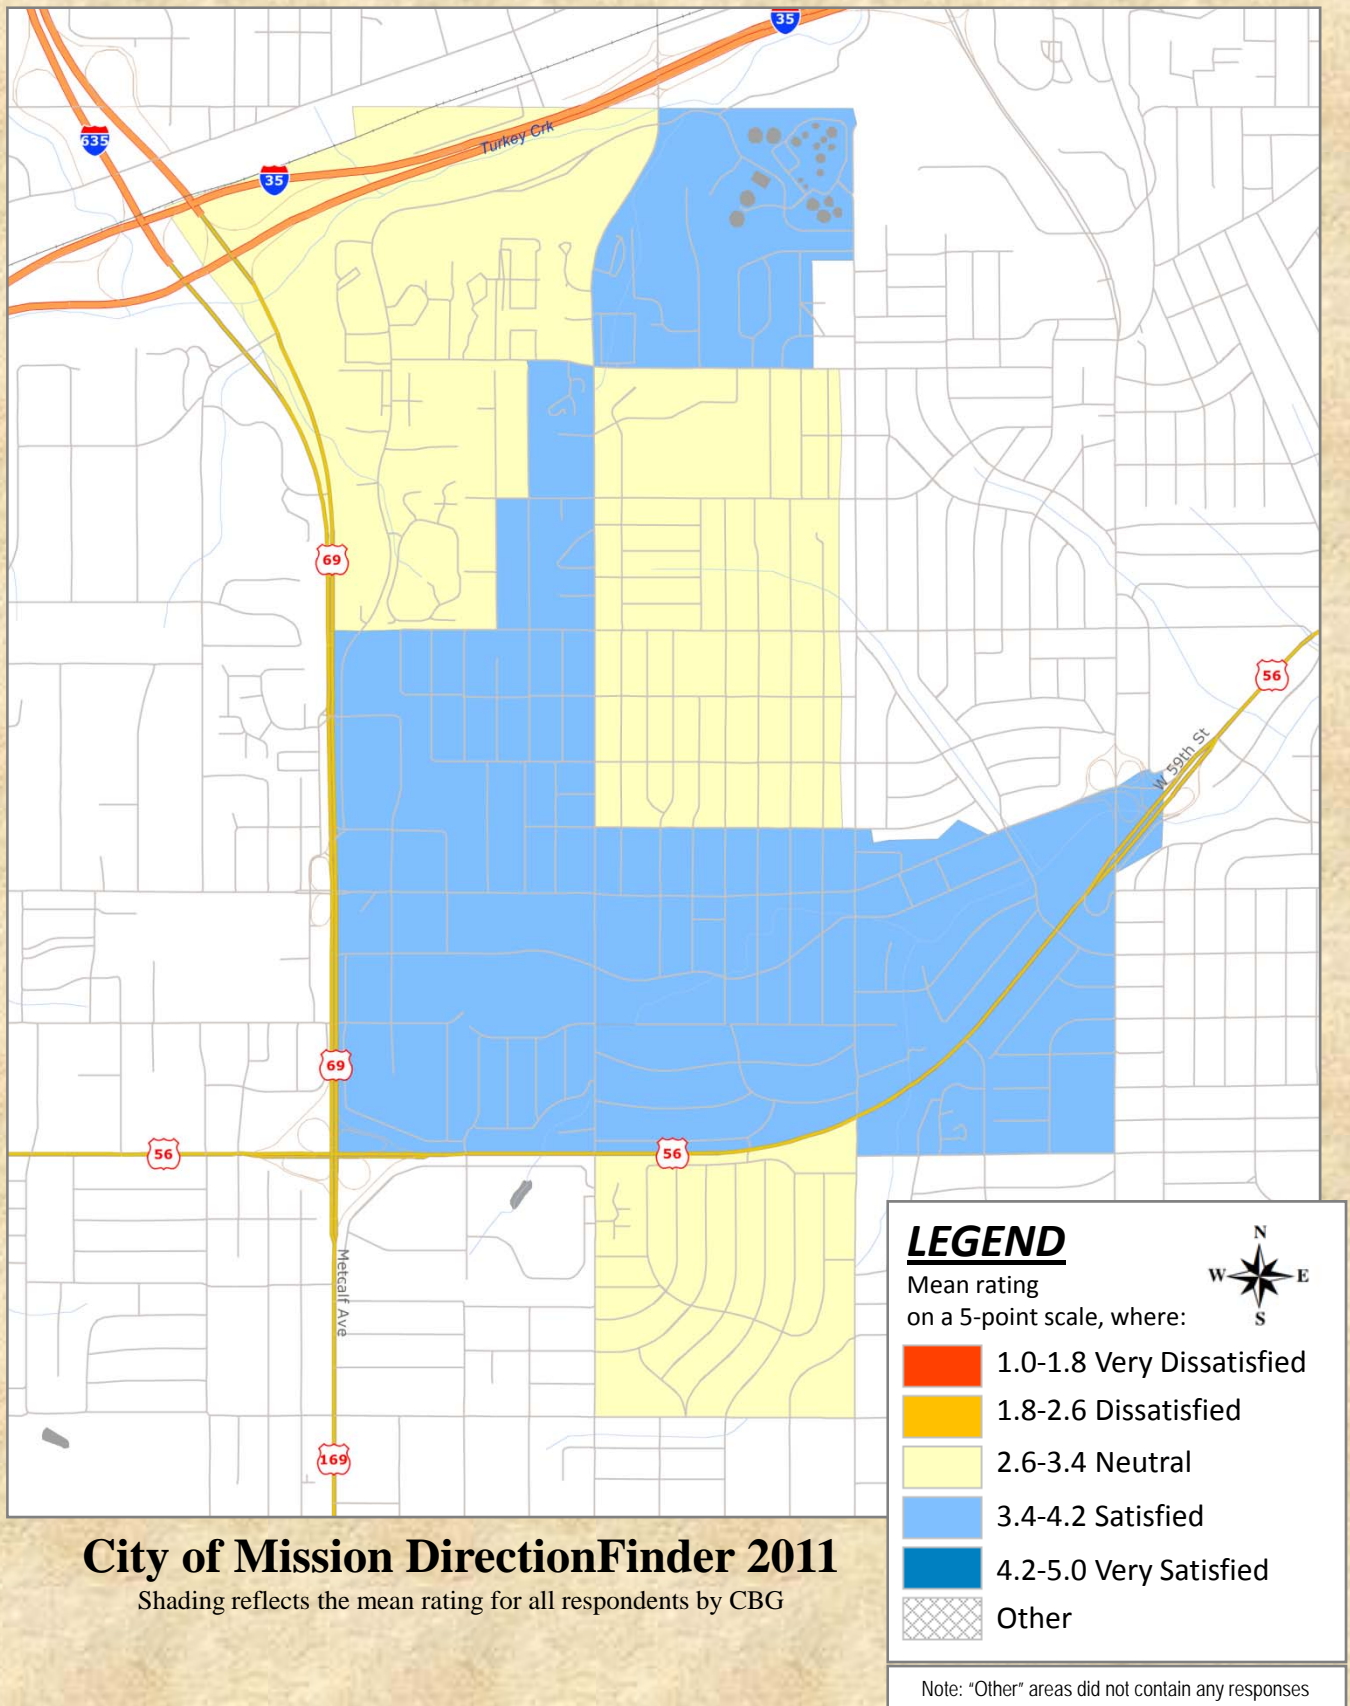 35
635
35
Turkey Crk
69
56
W 59th St
69
56
56
Metcalf Ave
169
LEGEND
Mean rating
on a 5-point scale, where:
N
W E
S
1.0-1.8 Very Dissatisfied
1.8-2.6 Dissatisfied
2.6-3.4 Neutral
3.4-4.2 Satisfied
4.2-5.0 Very Satisfied
Other
Note: "Other" areas did not contain any responses
City of Mission DirectionFinder 2011
Shading reflects the mean rating for all respondents by CBG